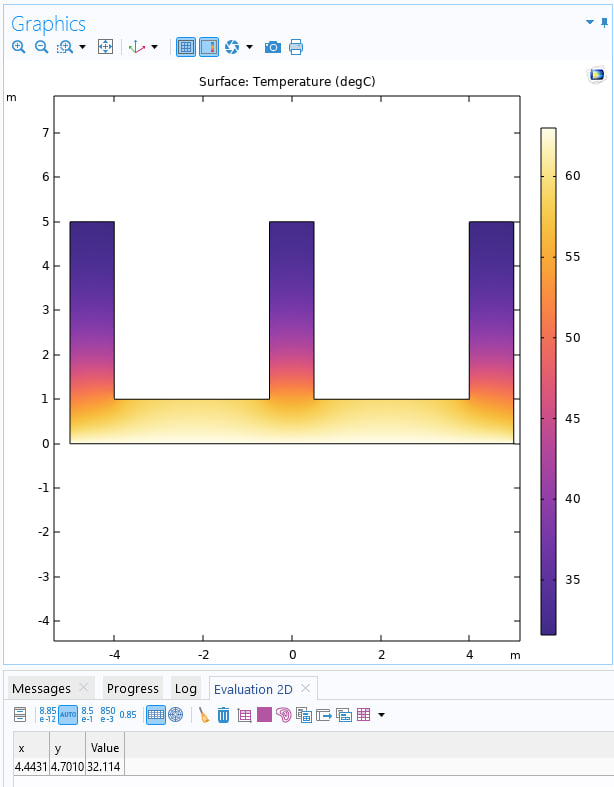 Graphics
Surface: Temperature (degC)
m
7
6
5
4
3
2
1
0
-1
-2
-3
-4
-4
-2
0
2
4
m
60
55
50
45
40
35
Messages
Progress
Log
Evaluation 2D
8.85 e-12
AUTO
8.5 e-1
850 e-3
0.85
x y Value
4.4431 4.7010 32.114